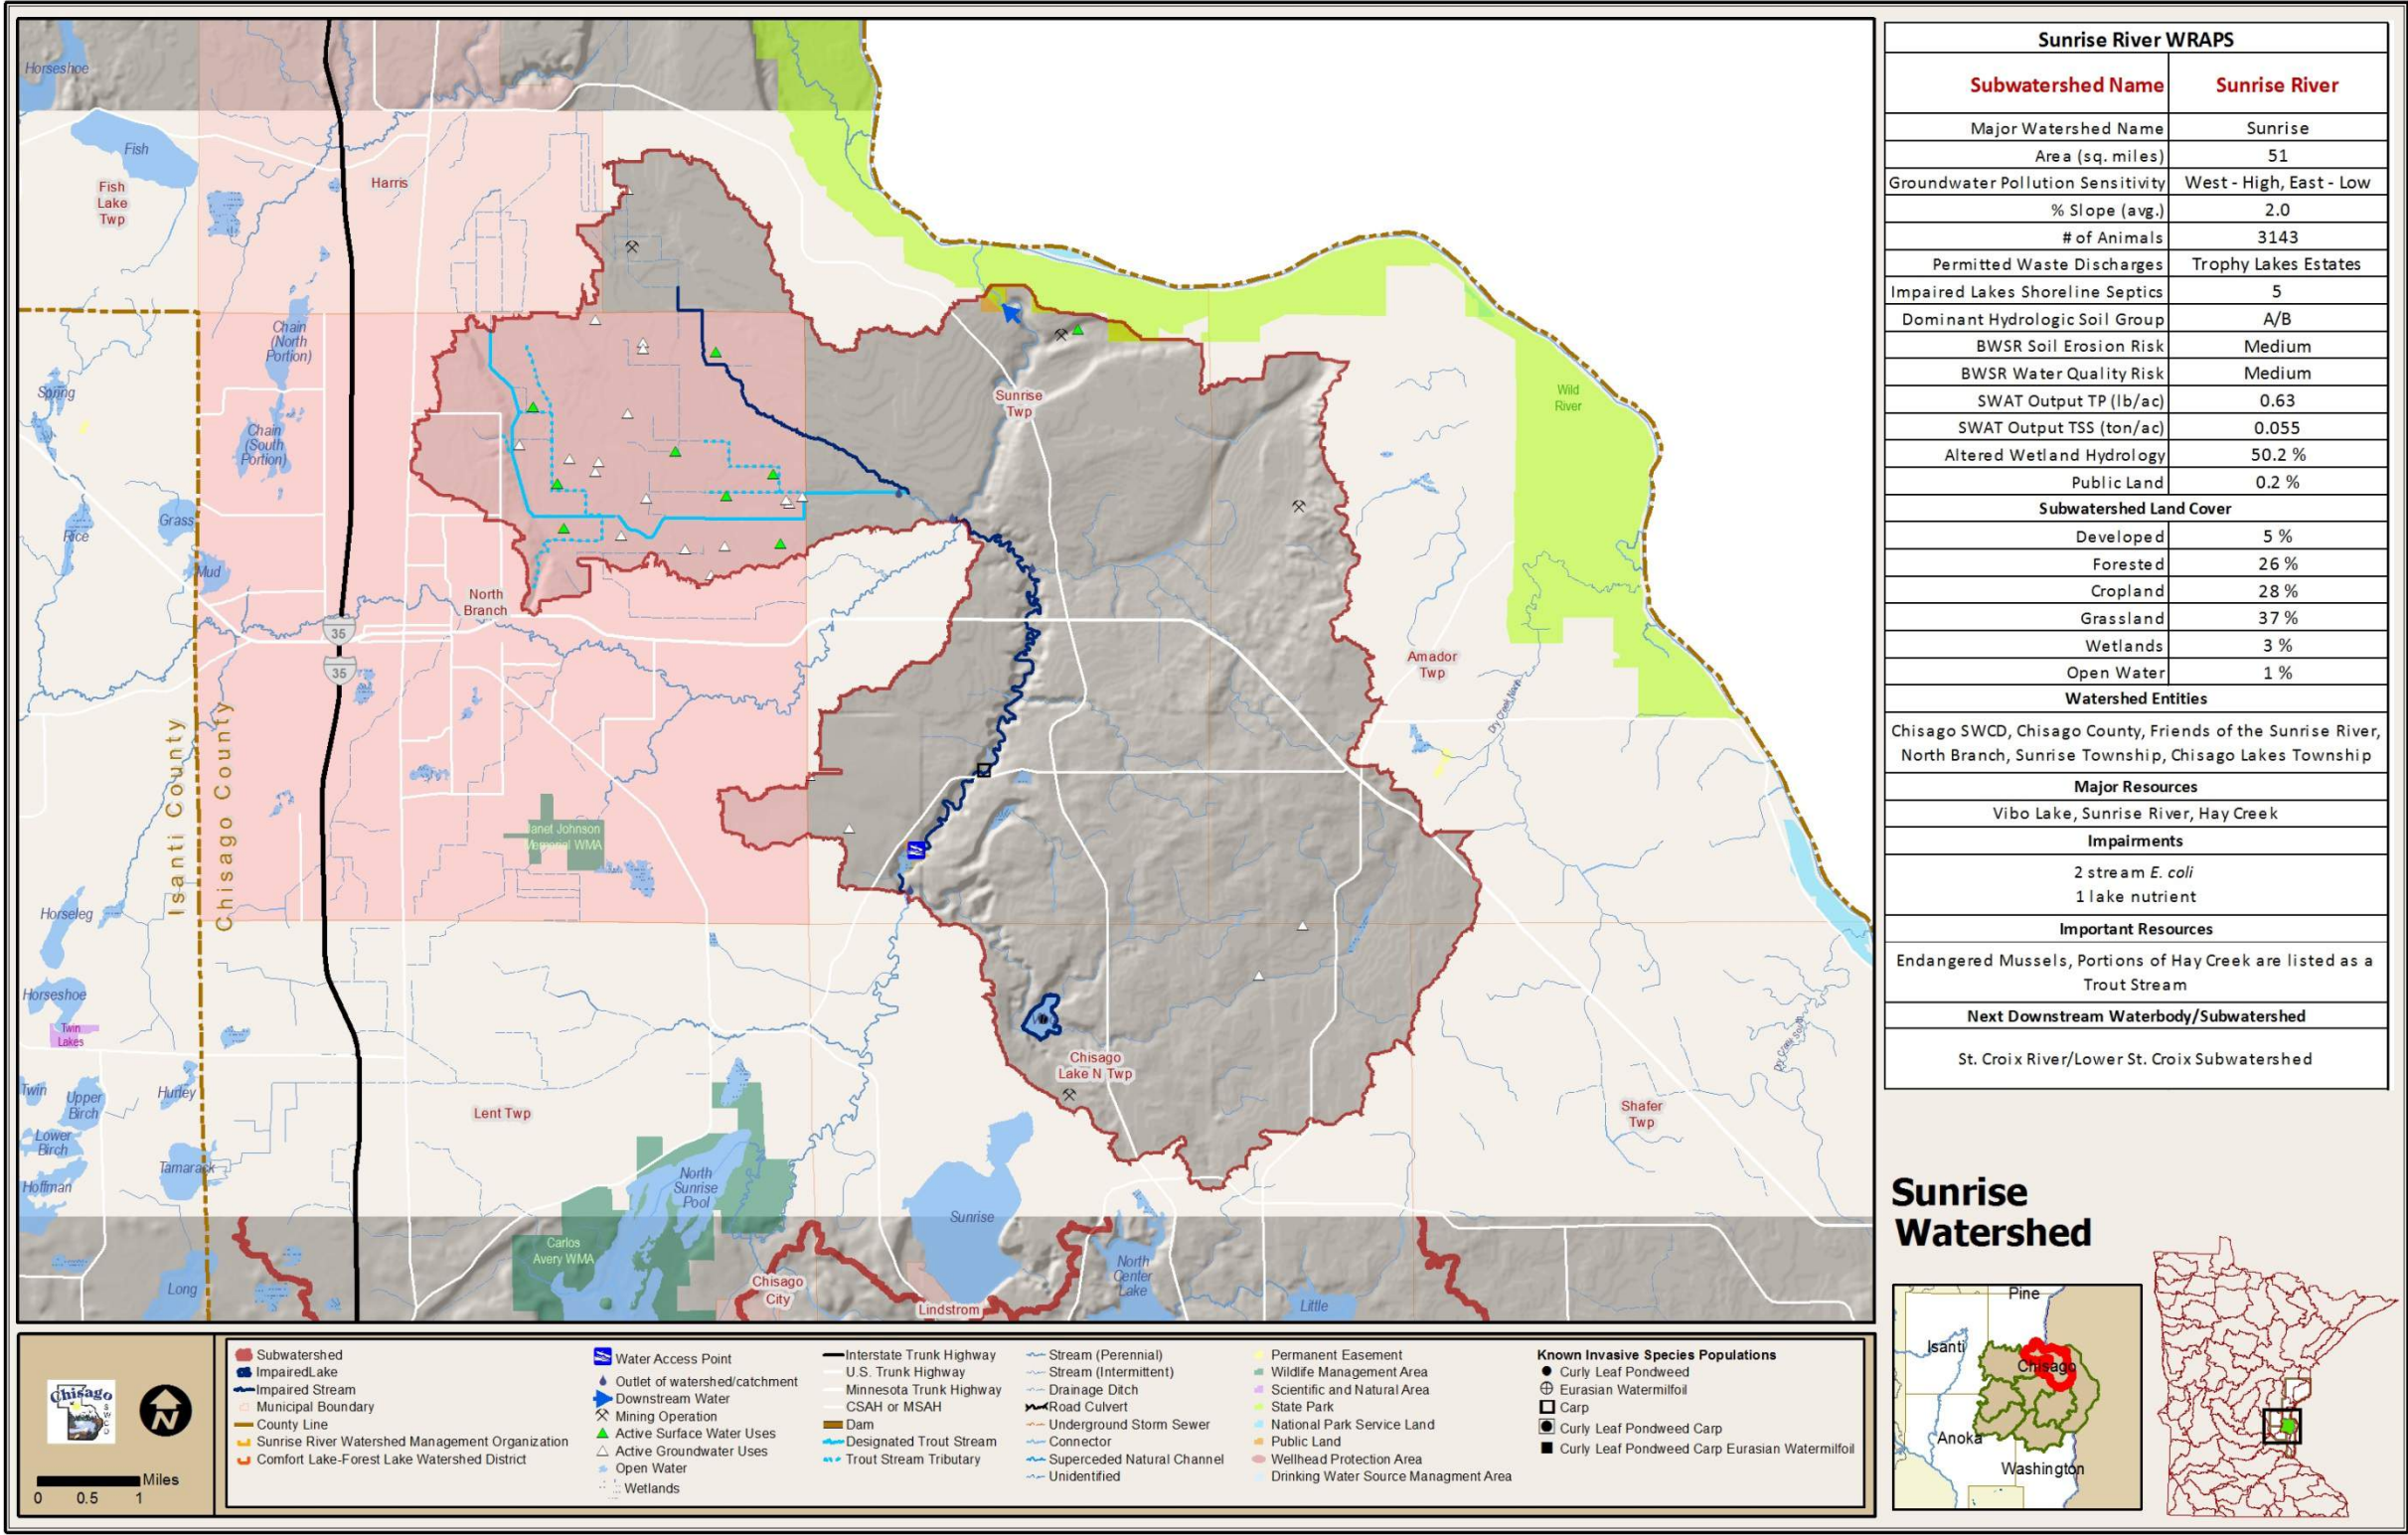 Horseshoe
Fish
Fish
Lake
Twp
Harris
Chain
(North
Portion)
Spring
Chain
(South
Portion)
Sunrise
Twp
Wild
River
Grass
Rice
Mud
North
Branch
35
35
Amador
Twp
Dry Creek North
Isanti County
Chisago County
Janet Johnson
Memorial WMA
Horseleg
Horseshoe
Twin
Lakes
Chisago
Lake N Twp
Dry Creek South
Twin
Upper
Birch
Hurley
Lent Twp
Shafer
Twp
Lower
Birch
Tamarack
Hoffman
North
Sunrise
Pool
Sunrise
Carlos
Avery WMA
Long
Chisago
City
Lindstrom
North
Center
Lake
Little
Sunrise River WRAPS
Subwatershed Name Sunrise River
Major Watershed Name Sunrise
Area (sq. miles) 51
Groundwater Pollution Sensitivity West - High, East - Low
% Slope (avg.) 2.0
# of Animals 3143
Permitted Waste Discharges Trophy Lakes Estates
Impaired Lakes Shoreline Septics 5
Dominant Hydrologic Soil Group A/B
BWSR Soil Erosion Risk Medium
BWSR Water Quality Risk Medium
SWAT Output TP (lb/ac) 0.63
SWAT Output TSS (ton/ac) 0.055
Altered Wetland Hydrology 50.2 %
Public Land 0.2 %
Subwatershed Land Cover
Developed 5 %
Forested 26 %
Cropland 28 %
Grassland 37 %
Wetlands 3 %
Open Water 1 %
Watershed Entities
Chisago SWCD, Chisago County, Friends of the Sunrise River,
North Branch, Sunrise Township, Chisago Lakes Township
Major Resources
Vibo Lake, Sunrise River, Hay Creek
Impairments
2 stream E. coli
1 lake nutrient
Important Resources
Endangered Mussels, Portions of Hay Creek are listed as a
Trout Stream
Next Downstream Waterbody/Subwatershed
St. Croix River/Lower St. Croix Subwatershed
Sunrise
Watershed
Pine
Isanti
Chisago
Anoka
Washington
Chisago
SWCD
N
Miles
0 0.5 1
Subwatershed
ImpairedLake
Impaired Stream
Municipal Boundary
County Line
Sunrise River Watershed Management Organization
Comfort Lake-Forest Lake Watershed District
Water Access Point
Outlet of watershed/catchment
Downstream Water
Mining Operation
Active Surface Water Uses
Active Groundwater Uses
Open Water
Wetlands
Interstate Trunk Highway
U.S. Trunk Highway
Minnesota Trunk Highway
CSAH or MSAH
Dam
Designated Trout Stream
Trout Stream Tributary
Stream (Perennial)
Stream (Intermittent)
Drainage Ditch
Road Culvert
Underground Storm Sewer
Connector
Superceded Natural Channel
Unidentified
Permanent Easement
Wildlife Management Area
Scientific and Natural Area
State Park
National Park Service Land
Public Land
Wellhead Protection Area
Drinking Water Source Managment Area
Known Invasive Species Populations
Curly Leaf Pondweed
Eurasian Watermilfoil
Carp
Curly Leaf Pondweed Carp
Curly Leaf Pondweed Carp Eurasian Watermilfoil